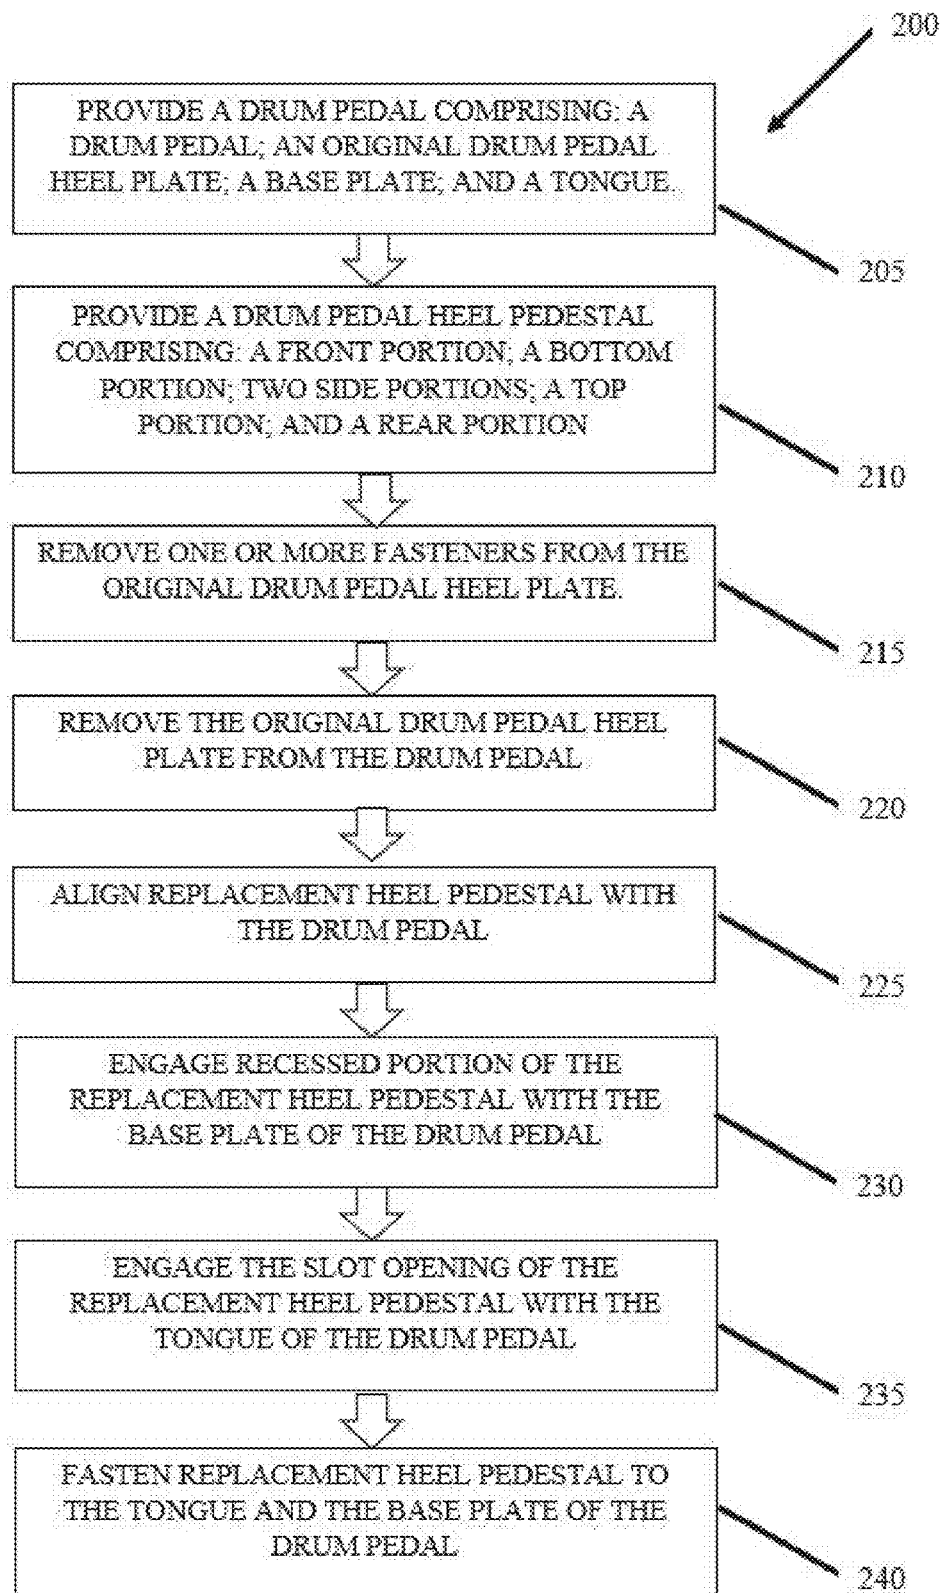 200
PROVIDE A DRUM PEDAL COMPRISING: A
DRUM PEDAL; AN ORIGINAL DRUM PEDAL
HEEL PLATE; A BASE PLATE; AND A TONGUE.
205
PROVIDE A DRUM PEDAL HEEL PEDESTAL
COMPRISING: A FRONT PORTION; A BOTTOM
PORTION; TWO SIDE PORTIONS; A TOP
PORTION; AND A REAR PORTION
210
REMOVE ONE OR MORE FASTENERS FROM THE
ORIGINAL DRUM PEDAL HEEL PLATE.
215
REMOVE THE ORIGINAL DRUM PEDAL HEEL
PLATE FROM THE DRUM PEDAL
220
ALIGN REPLACEMENT HEEL PEDESTAL WITH
THE DRUM PEDAL
225
ENGAGE RECESSED PORTION OF THE
REPLACEMENT HEEL PEDESTAL WITH THE
BASE PLATE OF THE DRUM PEDAL
230
ENGAGE THE SLOT OPENING OF THE
REPLACEMENT HEEL PEDESTAL WITH THE
TONGUE OF THE DRUM PEDAL
235
FASTEN REPLACEMENT HEEL PEDESTAL TO
THE TONGUE AND THE BASE PLATE OF THE
DRUM PEDAL
240